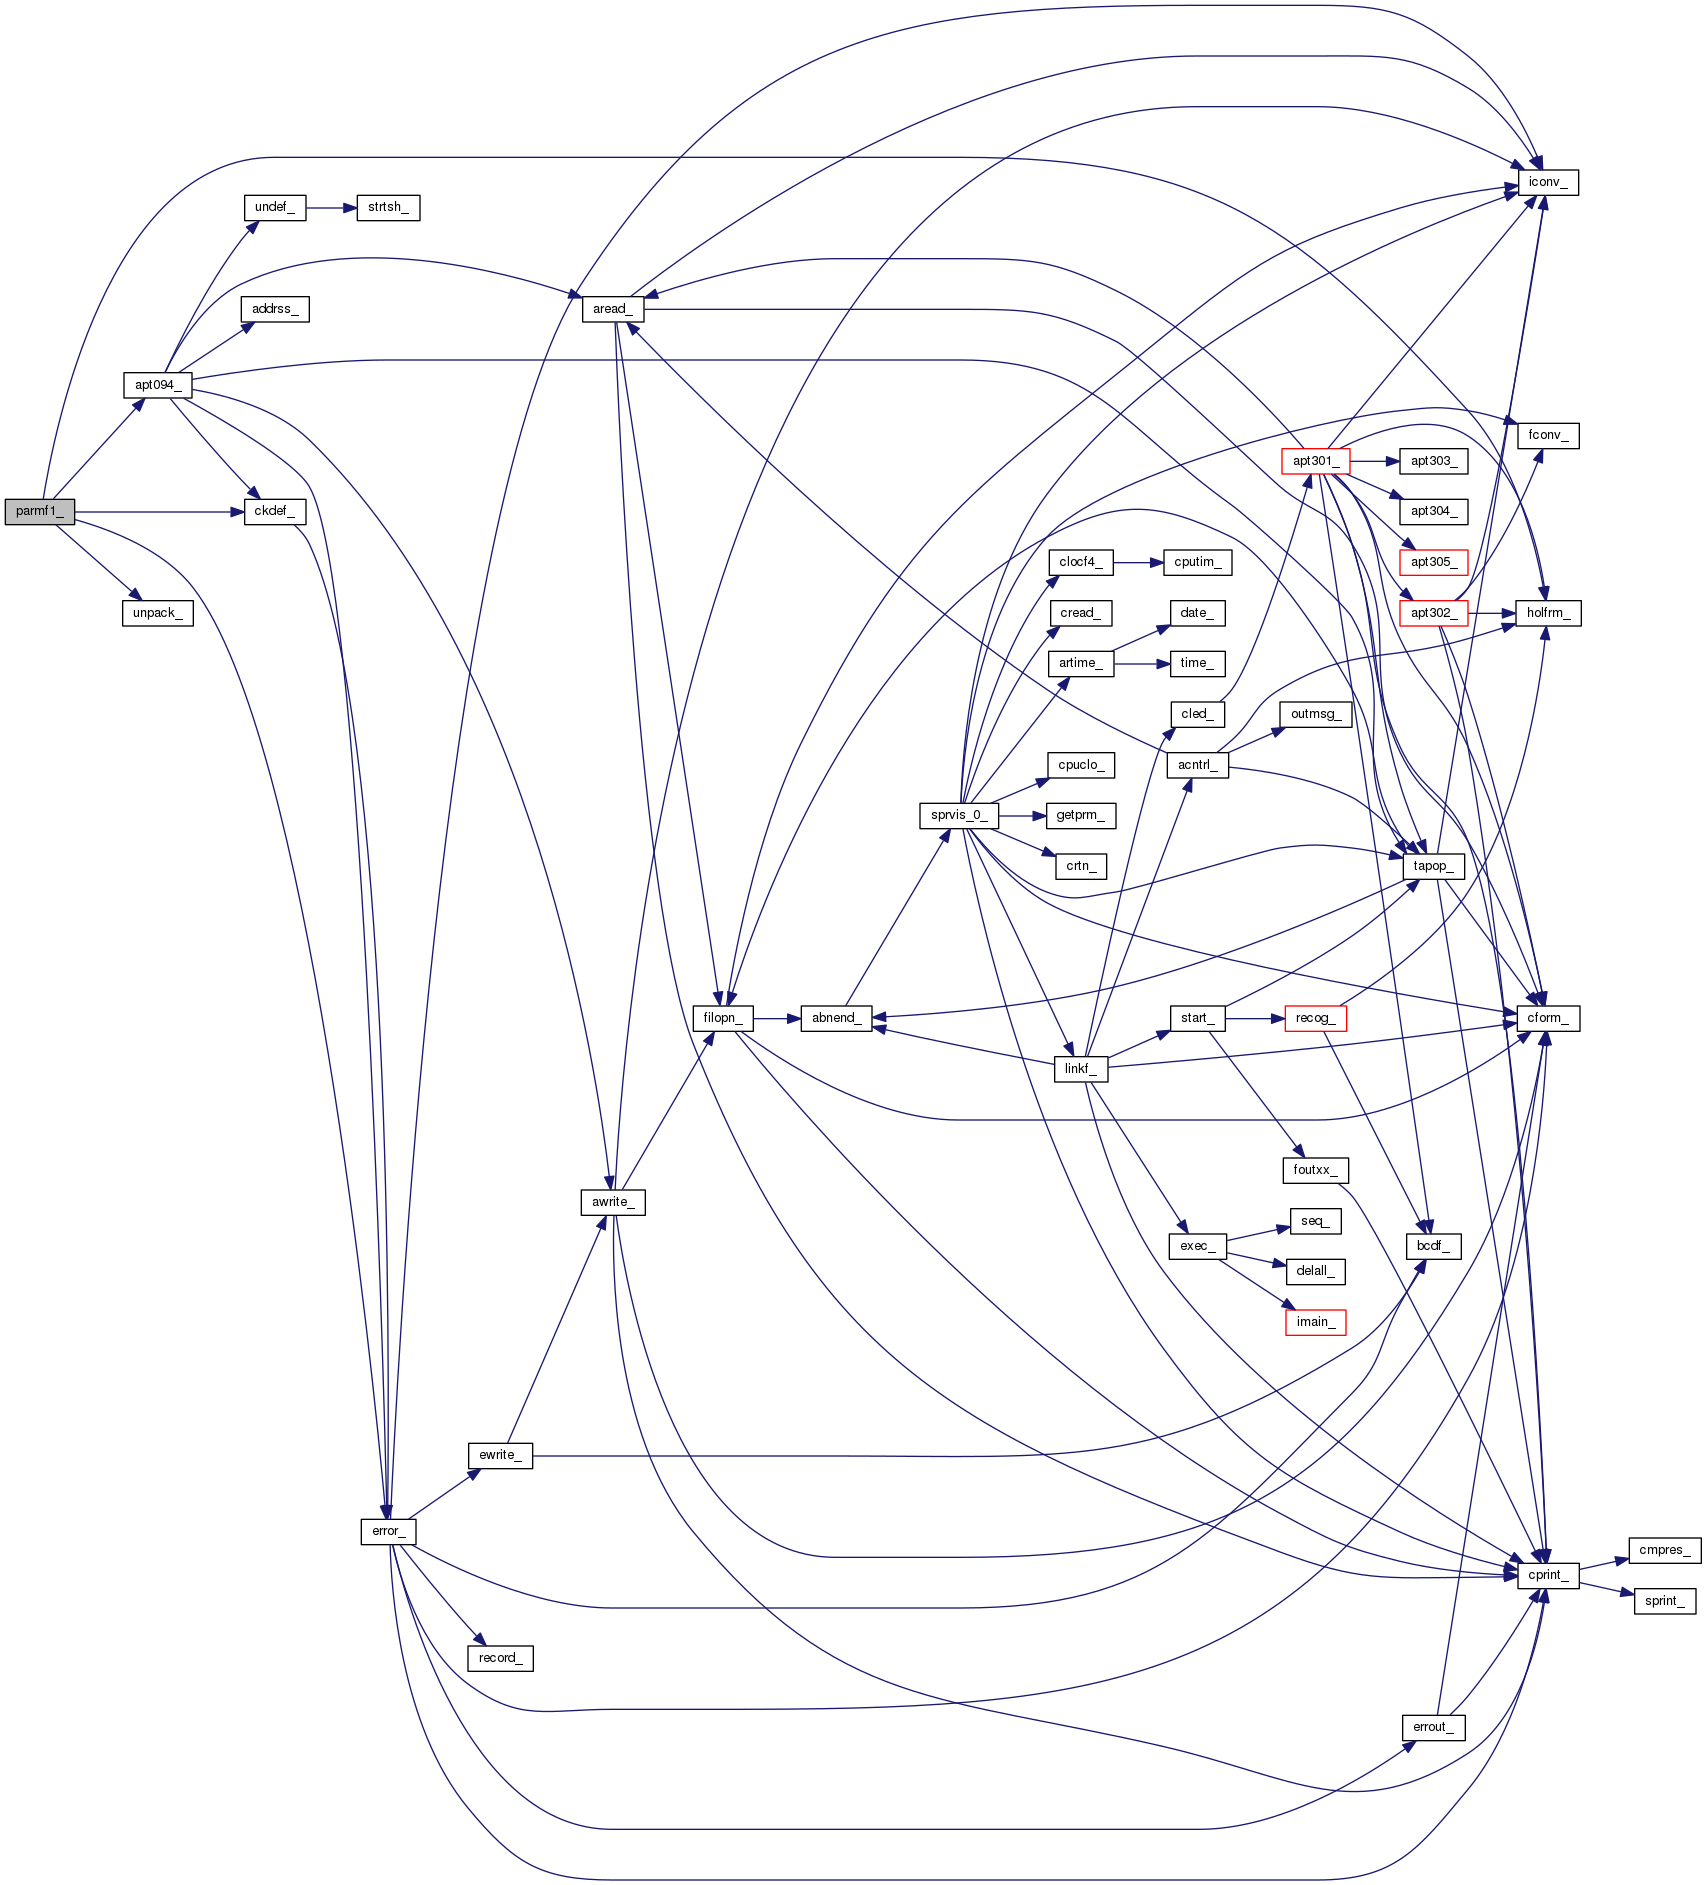 iconv_
undef_
strtsh_
addrss_
aread_
apt094_
fconv_
apt301_
apt303_
parmf1_
ckdef_
apt304_
clocf4_
cputim_
apt305_
unpack_
cread_
date_
apt302_
holfrm_
artime_
time_
cled_
outmsg_
cpuclo_
acntrl_
sprvis_0_
getprm_
crtn_
tapop_
filopn_
abnend_
start_
recog_
cform_
linkf_
foutxx_
awrite_
seq_
exec_
bcdf_
delall_
imain_
ewrite_
error_
cmpres_
cprint_
sprint_
record_
errout_